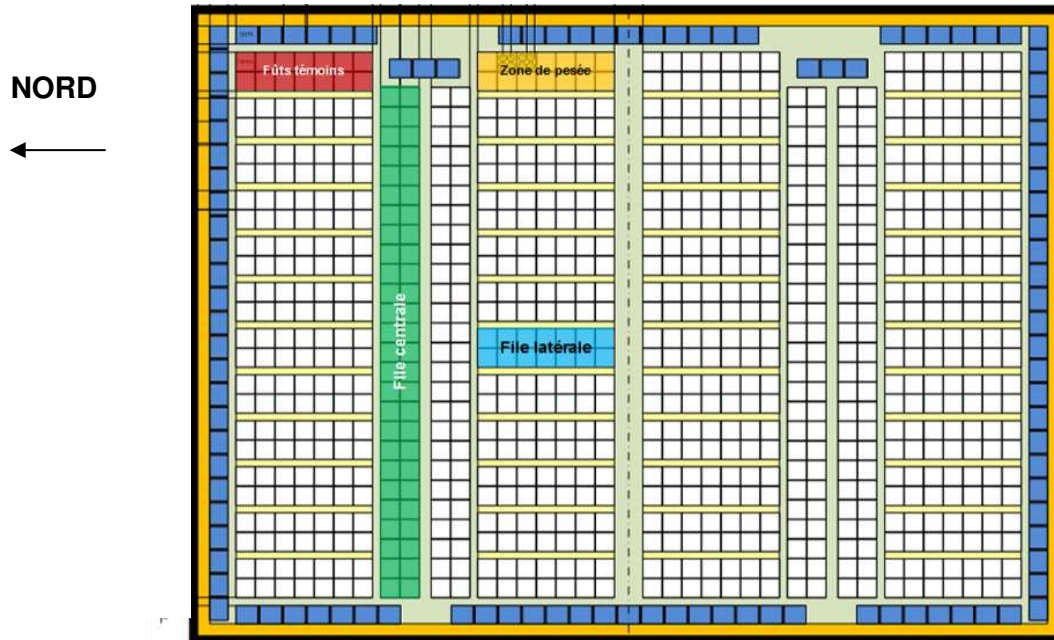 NORD
Fûts témoins
Zone de pesée
File centrale
File latérale